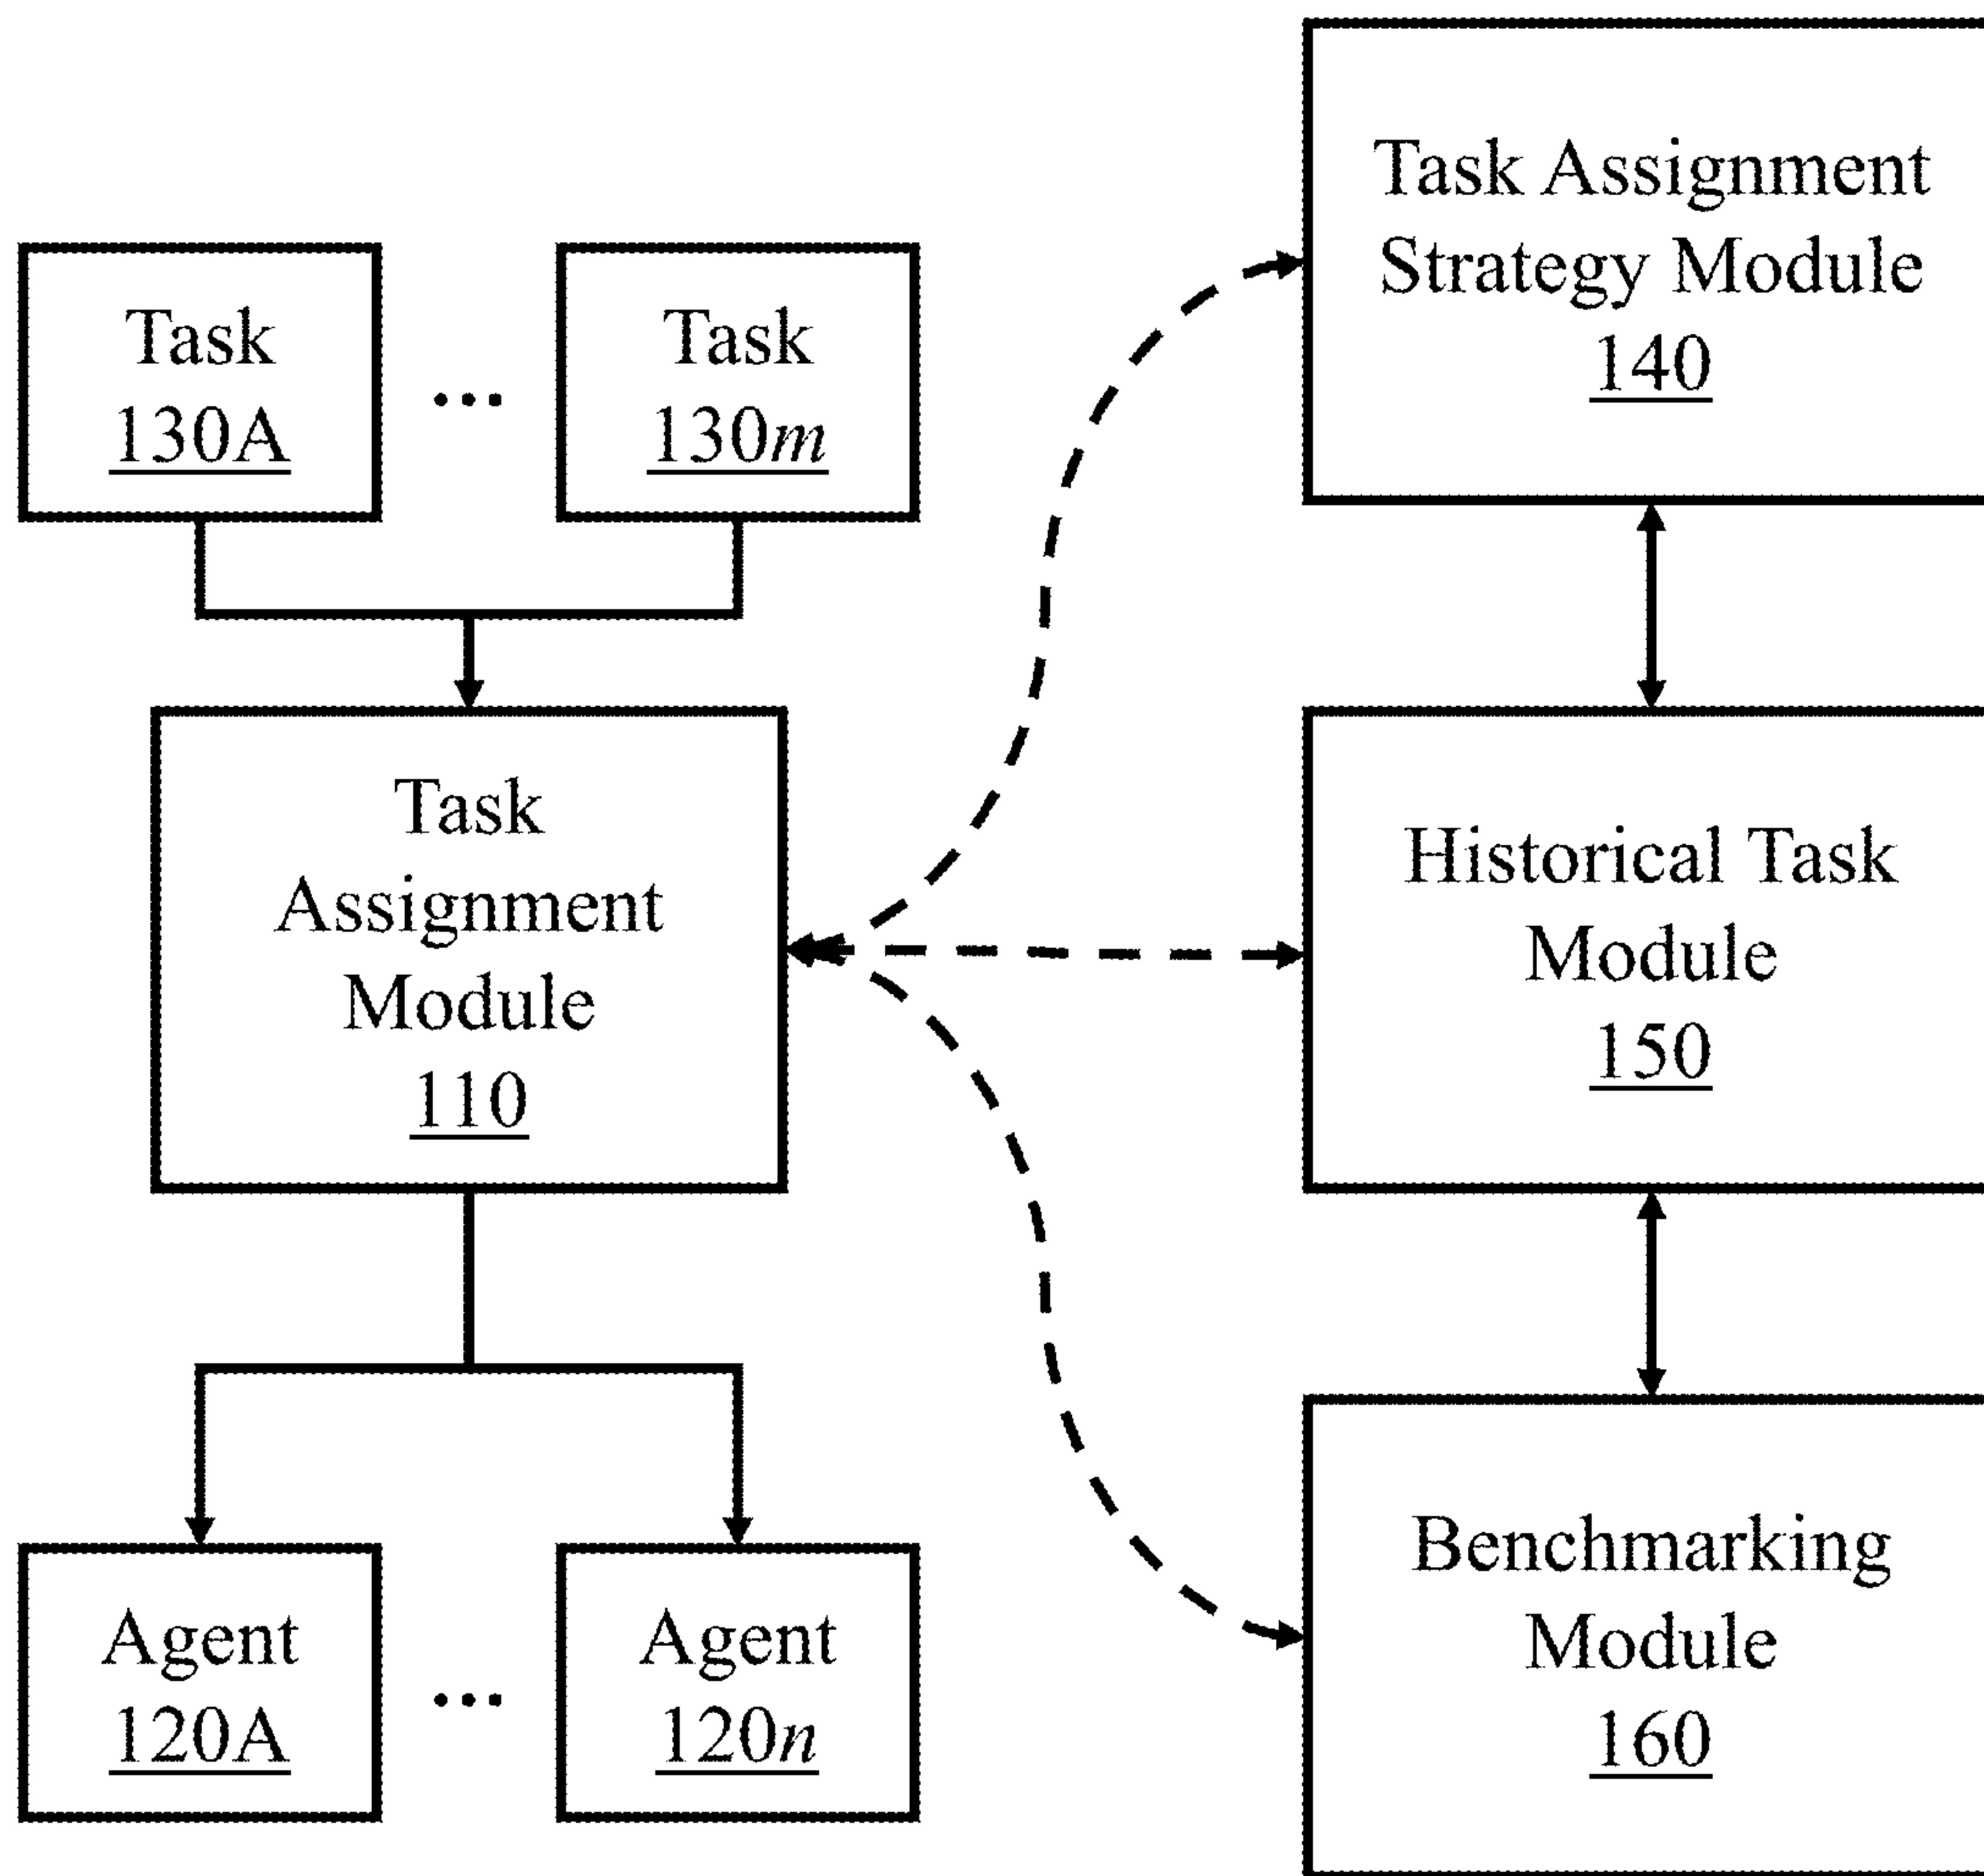 Task
130A
...
Task
130m
Task
Assignment
Module
110
Agent
120A
...
Agent
120n
Task Assignment
Strategy Module
140
Historical Task
Module
150
Benchmarking
Module
160